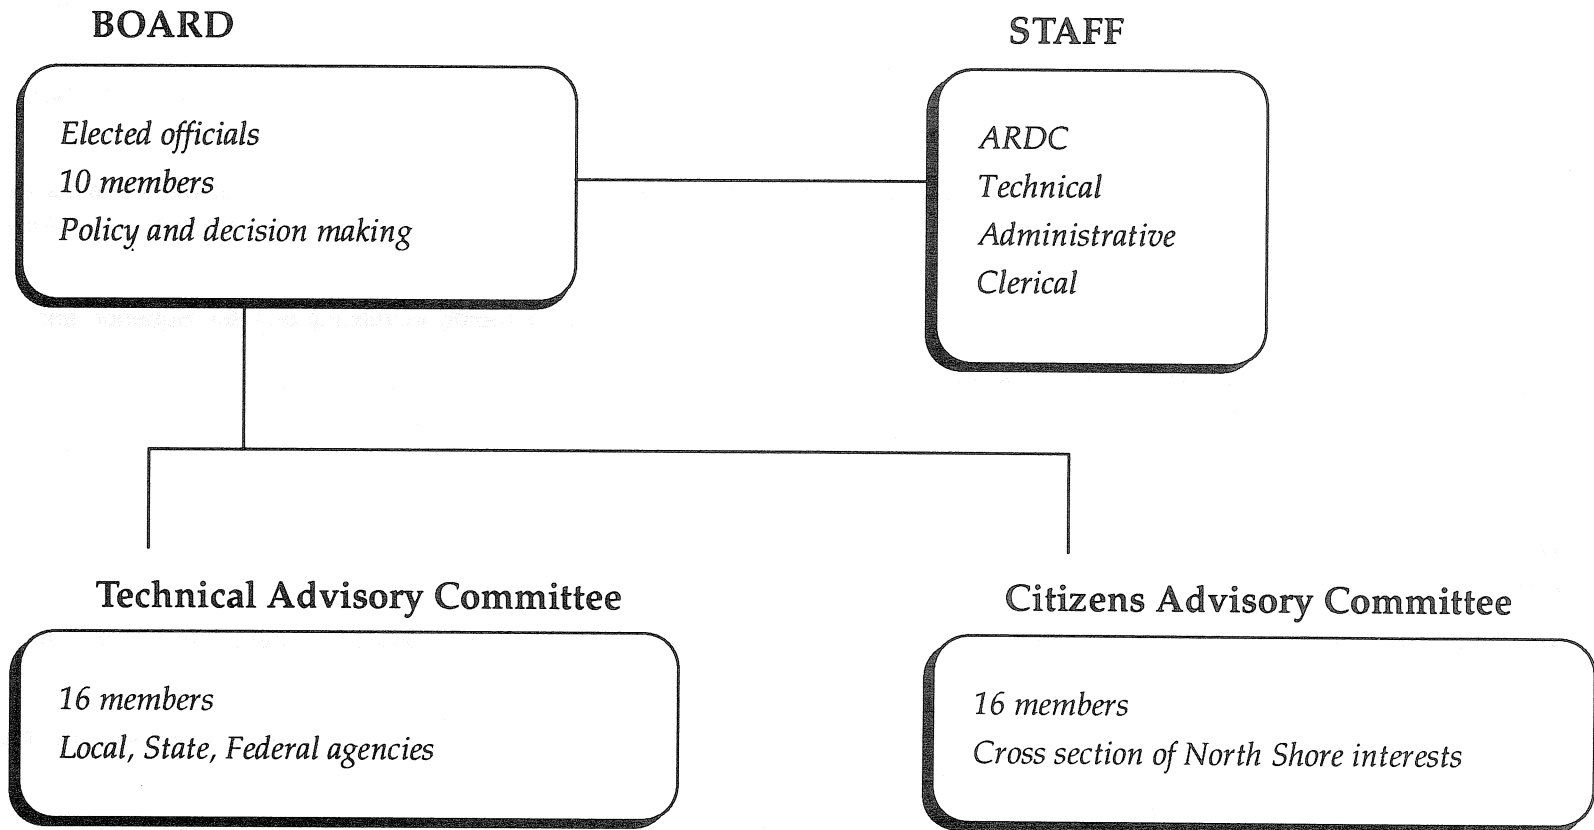 BOARD
Elected officials
10 members
Policy and decision making
STAFF
ARDC
Technical
Administrative
Clerical
Technical Advisory Committee
16 members
Local, State, Federal agencies
Citizens Advisory Committee
16 members
Cross section of North Shore interests